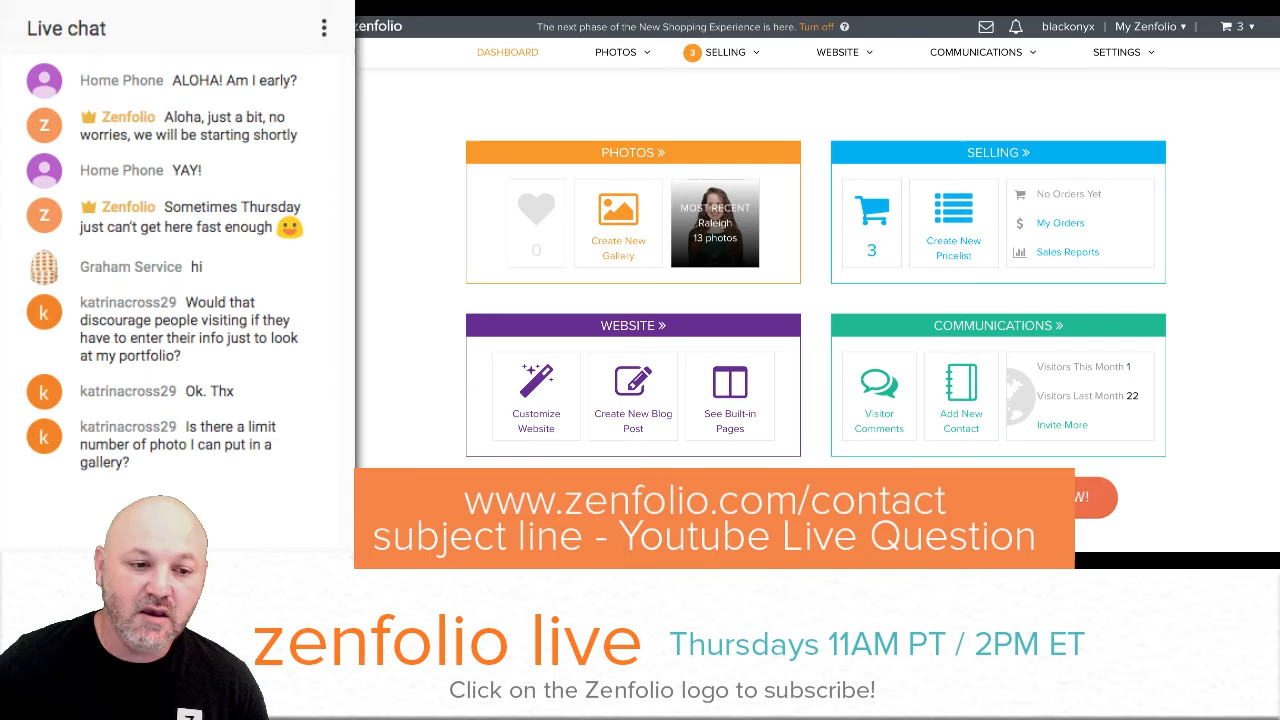 Live chat
Home Phone ALOHA! Am I early?
Zenfolio Aloha, just a bit, no
worries, we will be starting shortly
Home Phone YAY!
Zenfolio Sometimes Thursday
just can't get here fast enough
Graham Service hi
katrinacross29 Would that
discourage people visiting if they
have to enter their info just to look
at my portfolio?
katrinacross29 Ok. Thx
katrinacross29 Is there a limit
number of photo I can put in a
gallery?
Z
Z
k
k
k
zenfolio
The next phase of the New Shopping Experience is here. Turn off
blackonyx | My Zenfolio | 3
DASHBOARD PHOTOS 3 SELLING WEBSITE COMMUNICATIONS SETTINGS
PHOTOS »
0
Create New
Gallery
MOST RECENT
Raleigh
13 photos
SELLING »
3
Create New
Pricelist
No Orders Yet
$ My Orders
Sales Reports
WEBSITE »
Customize
Website
Create New Blog
Post
See Built-in
Pages
COMMUNICATIONS »
Visitor
Comments
Add New
Contact
Visitors This Month 1
Visitors Last Month 22
Invite More
www.zenfolio.com/contact
subject line - Youtube Live Question
zenfolio live
Thursdays 11AM PT / 2PM ET
Click on the Zenfolio logo to subscribe!